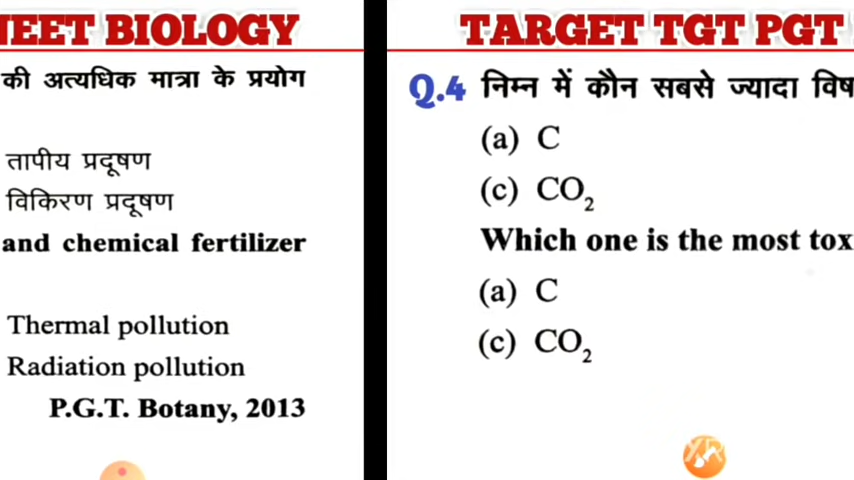 NEET BIOLOGY
की अत्यधिक मात्रा के प्रयोग
तापीय प्रदूषण
विकिरण प्रदूषण
and chemical fertilizer
Thermal pollution
Radiation pollution
P.G.T. Botany, 2013
TARGET TGT PGT
Q.4 निम्न में कौन सबसे ज्यादा
(a) C
(c) CO₂
Which one is the most
(a) C
(c) CO₂